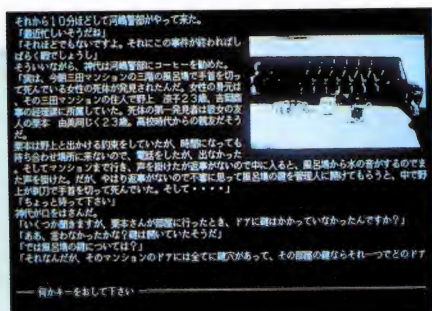 それから１０分ほどして河嶋警部がやって来た。
「最近忙しいそうだね」
「それほどでもないですよ。それにこの事件が終われば
らく暇でしょうし」
そういいながら、神代は河嶋警部にコーヒーを勧めた。
「実は、今朝三田マンションの三階の風呂場で手首を切っ
て死んでいる女性の死体が発見されたんだ。女性の身元は
、その三田マンションの住人で野上　涼子２３歳、
事の経理課に所属していた。死体の第一発見者は彼女の友
人の栗本　由美同じく２３歳。高校時代からの親友だそう
だ。
栗本は野上と出かける約束をしていたが、時間になっても
待ち合わせ場所に来ないので、電話をしたが、出なかった
。そしてマンションまで行き、声を掛けたが返事がないので中に入ると、風呂場から水の音がするのでま
た声を掛けた。だが、やはり返事がないので不審に思って風呂場の鍵を管理人に開けてもらうと、中で野
上が剃刀で手首を切って死んでいた。そして・・・・」
「ちょっと待って下さい」
神代が口をはさんだ。
「いくつか聞きますが、栗本さんが部屋に行ったとき、ドアに鍵はかかっていなかったんですか？」
「ああ、言わなかったかな？鍵は開いていたそうだ」
「では風呂場の鍵については？」
「それなんだが、そのマンションのドアには全てに鍵穴があって、その部屋の鍵ならそれ一つでどのドア
何かキーをおして下さい